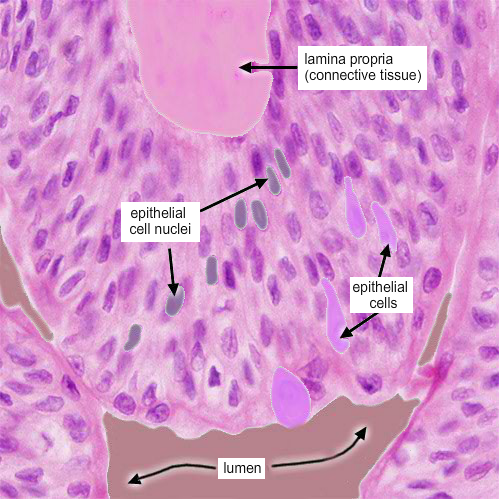 lamina propria
(connective tissue)
epithelial
cell nuclei
epithelial
cells
lumen